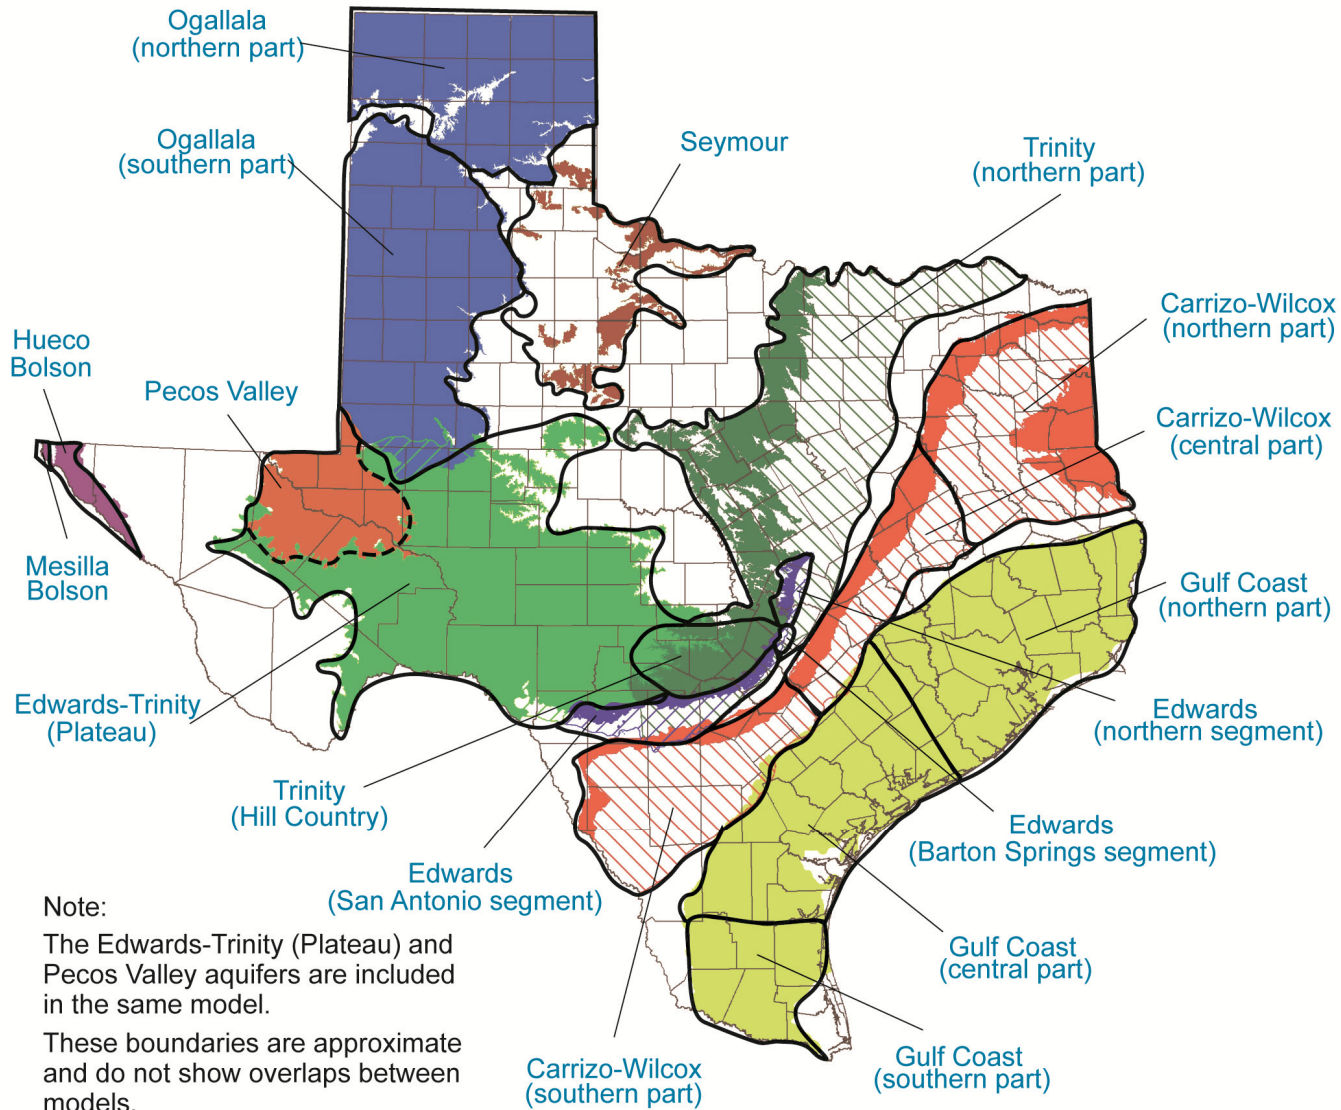 Ogallala
(northern part)
Ogallala
(southern part)
Seymour
Trinity
(northern part)
Carrizo-Wilcox
(northern part)
Hueco
Bolson
Pecos Valley
Carrizo-Wilcox
(central part)
Mesilla
Bolson
Gulf Coast
(northern part)
Edwards-Trinity
(Plateau)
Edwards
(northern segment)
Trinity
(Hill Country)
Edwards
(Barton Springs segment)
Edwards
(San Antonio segment)
Gulf Coast
(central part)
Carrizo-Wilcox
(southern part)
Gulf Coast
(southern part)
Note:
The Edwards-Trinity (Plateau) and
Pecos Valley aquifers are included
in the same model.
These boundaries are approximate
and do not show overlaps between
models.